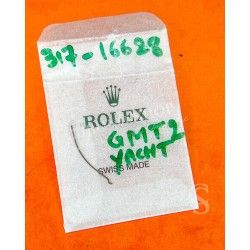 317-16628
ROLEX
GMT2
YACHT
SWISS MADE